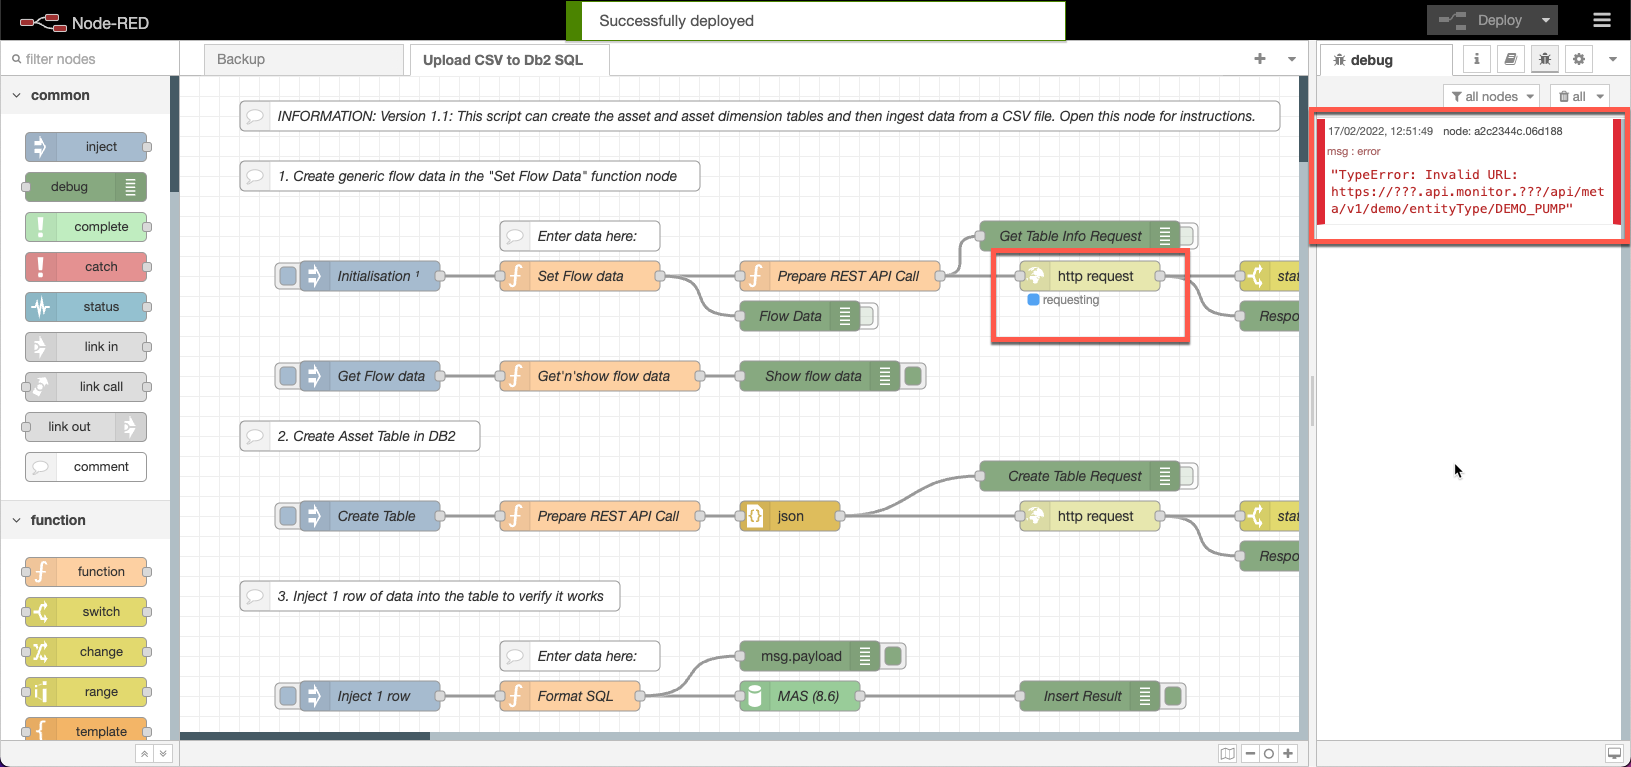 Node-RED
Successfully deployed
Deploy
filter nodes
Backup
Upload CSV to Db2 SQL
debug
i
all nodes
all
common
inject
debug
complete
catch
status
link in
link call
link out
comment
function
function
switch
change
range
template
INFORMATION: Version 1.1: This script can create the asset and asset dimension tables and then ingest data from a CSV file. Open this node for instructions.
1. Create generic flow data in the "Set Flow Data" function node
Enter data here:
Get Table Info Request
Initialisation ¹
Set Flow data
Prepare REST API Call
http request
stat
requesting
Flow Data
Respo
Get Flow data
Get'n'show flow data
Show flow data
2. Create Asset Table in DB2
Create Table Request
Create Table
Prepare REST API Call
json
http request
stat
Respo
3. Inject 1 row of data into the table to verify it works
Enter data here:
msg.payload
Inject 1 row
Format SQL
MAS (8.6)
Insert Result
17/02/2022, 12:51:49 node: a2c2344c.06d188
msg : error
"TypeError: Invalid URL:
https://???.api.monitor.???/api/met
a/v1/demo/entityType/DEMO_PUMP"